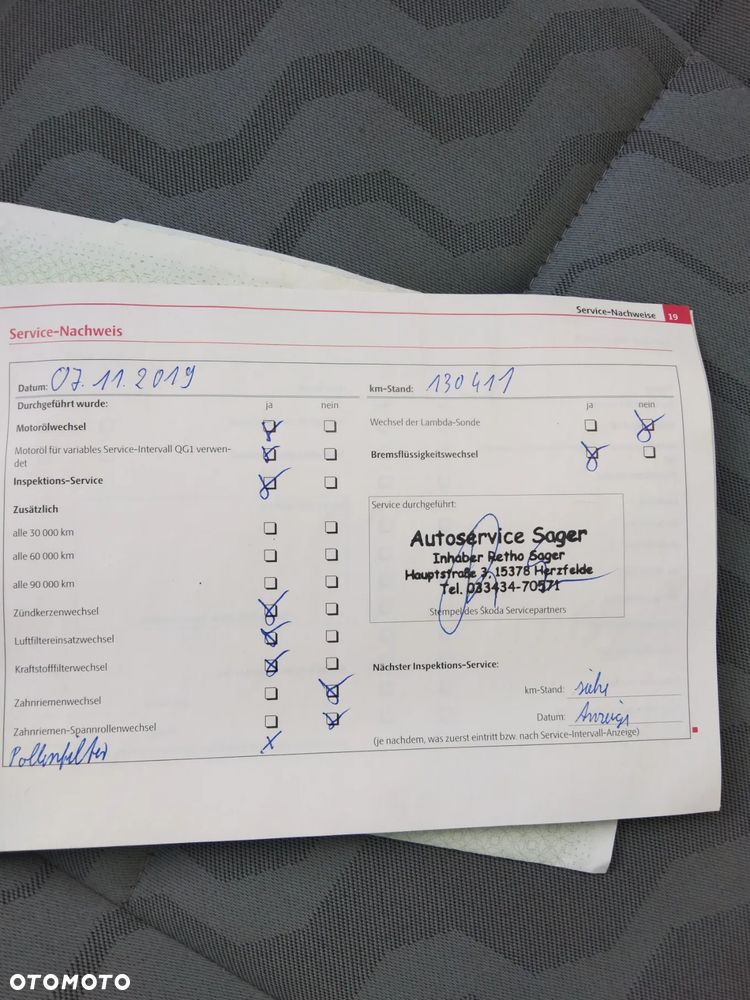 Service-Nachweise 19
Service-Nachweis
Datum: 07.11.2019
Durchgeführt wurde: ja nein
Motorölwechsel
Motoröl für variables Service-Intervall QG1 verwen-
det
Inspektions-Service
Zusätzlich
alle 30 000 km
alle 60 000 km
alle 90 000 km
Zündkerzenwechsel
Luftfiltereinsatzwechsel
Kraftstofffilterwechsel
Zahnriemenwechsel
Zahnriemen-Spannrollenwechsel
Pollenfilter x
km-Stand: 130411
ja nein
Wechsel der Lambda-Sonde
Bremsflüssigkeitswechsel
Service durchgeführt:
Autoservice Sager
Inhaber Retho Sager
Hauptstraße 3, 15378 Herzfelde
Tel. 033434-70571
Stempel des Škoda Servicepartners
Nächster Inspektions-Service:
km-Stand: siehe
Datum: Anzeige
(je nachdem, was zuerst eintritt bzw. nach Service-Intervall-Anzeige)
OTOMOTO